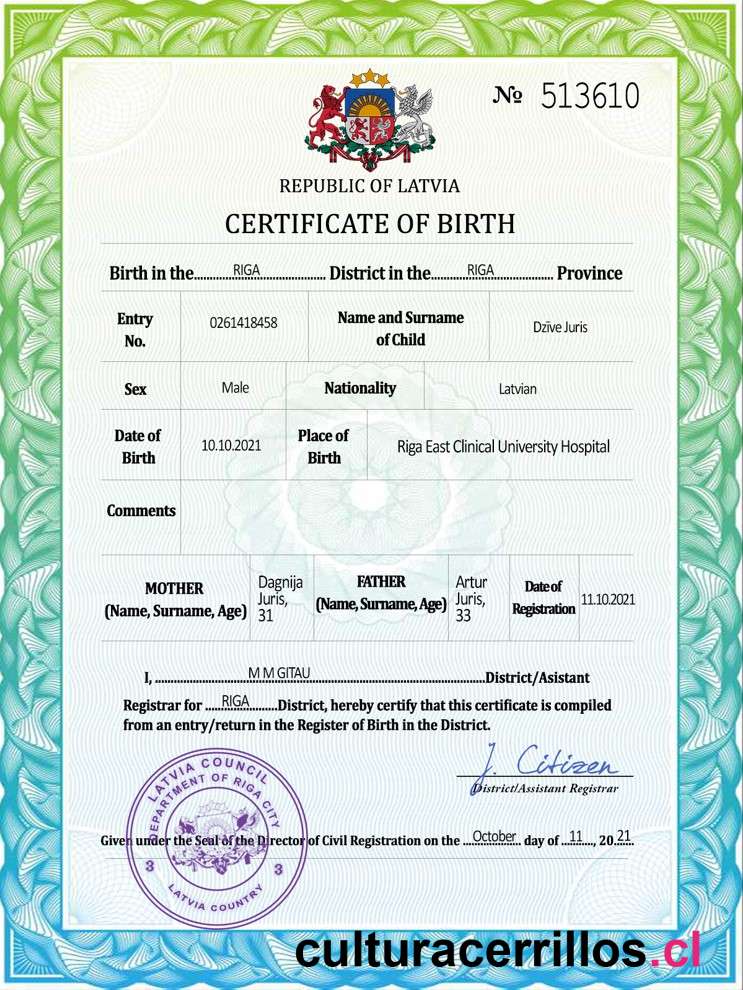 № 513610
REPUBLIC OF LATVIA
CERTIFICATE OF BIRTH
Birth in the........RIGA........ District in the........RIGA........ Province
Entry No. 0261418458 Name and Surname of Child Dzīve Juris
Sex Male Nationality Latvian
Date of Birth 10.10.2021 Place of Birth Riga East Clinical University Hospital
Comments
MOTHER (Name, Surname, Age) Dagnija Juris, 31 FATHER (Name, Surname, Age) Artur Juris, 33 Date of Registration 11.10.2021
I, ........M M GITAU........District/Asistant
Registrar for ....RIGA....District, hereby certify that this certificate is compiled
from an entry/return in the Register of Birth in the District.
J. Citizen
District/Assistant Registrar
LATVIA COUNCIL
DEPARTMENT OF RIGA CITY
3 3
LATVIA COUNTRY
Given under the Seal of the Director of Civil Registration on the ....October.... day of ..11.., 20.21..
culturacerrillos.cl